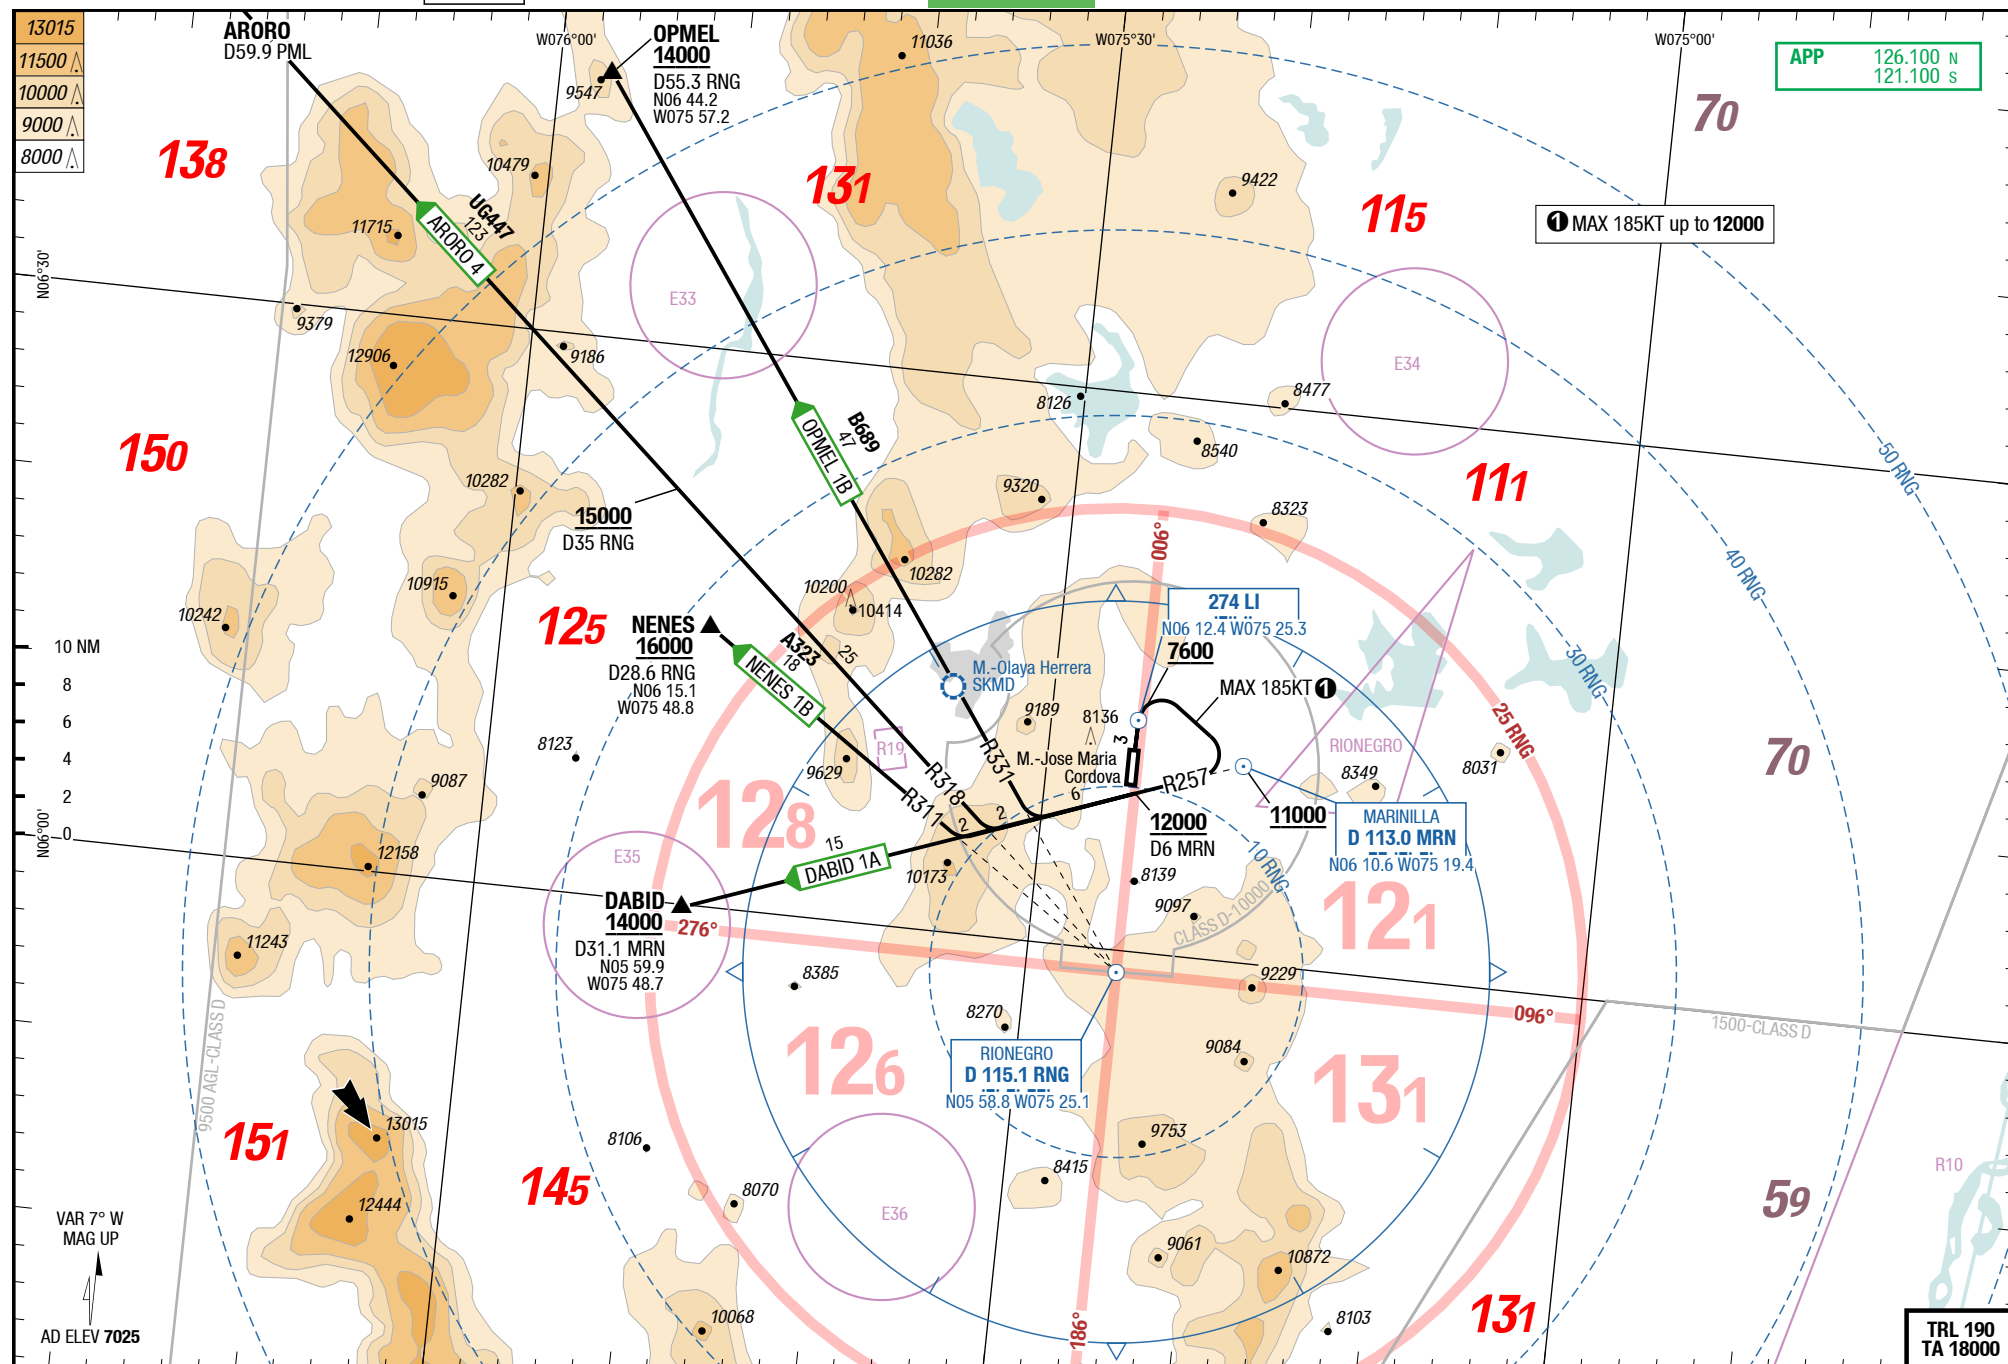 13015
11500
10000
9000
8000
ARORO
D59.9 PML
W076°00'
OPMEL
14000
D55.3 RNG
N06 44.2
W075 57.2
9547
11036
W075°30'
W075°00'
APP 126.100 N
121.100 S
70
138
131
115
10479
9422
❶ MAX 185KT up to 12000
UG447
123
ARORO 4
11715
E33
E34
N06°30'
9379
9186
12906
8126
8477
B689
47
OPMEL 1B
8540
150
111
50 RNG
10282
15000
D35 RNG
9320
8323
006°
40 RNG
10282
10915
10200
10414
10242
125
NENES
16000
D28.6 RNG
N06 15.1
W075 48.8
A323
18
NENES 1B
25
274 LI
N06 12.4 W075 25.3
7600
30 RNG
10 NM
8
6
4
2
0
M.-Olaya Herrera
SKMD
MAX 185KT ❶
9189
8136
3
R19
R331
M.-Jose Maria
Cordova
RIONEGRO
25 RNG
8123
9629
8349
8031
70
9087
128
R318
R311
R257
2
2
6
12000
D6 MRN
11000
MARINILLA
D 113.0 MRN
N06 10.6 W075 19.4
N06°00'
12158
E35
15
DABID 1A
10173
8139
10 RNG
DABID
14000
D31.1 MRN
N05 59.9
W075 48.7
276°
9097
CLASS D-10000
121
11243
8385
9229
096°
1500-CLASS D
9500 AGL-CLASS D
8270
126
RIONEGRO
D 115.1 RNG
N05 58.8 W075 25.1
9084
131
13015
8106
9753
151
145
8415
R10
12444
8070
E36
59
VAR 7° W
MAG UP
9061
10872
AD ELEV 7025
10068
186°
8103
131
TRL 190
TA 18000